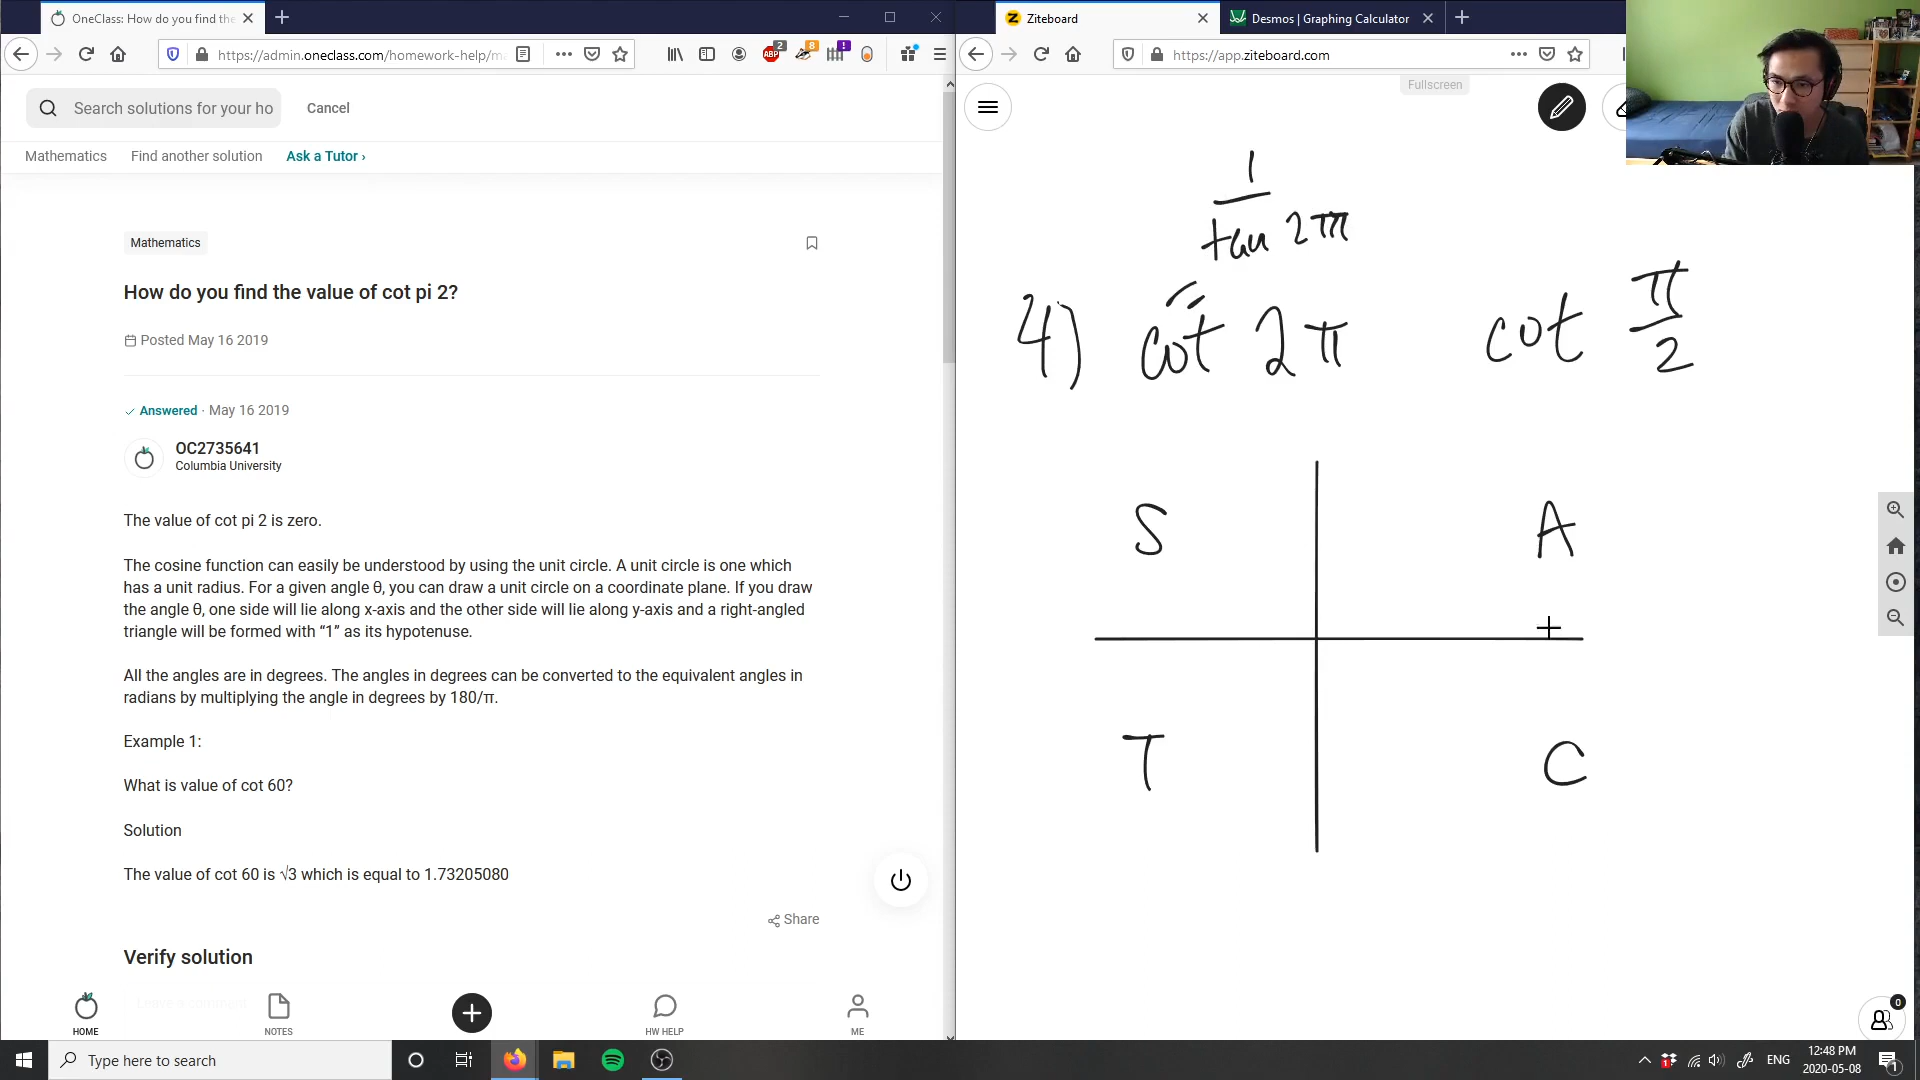 OneClass: How do you find the
https://admin.oneclass.com/homework-help/m
ABP
2
8
1
Search solutions for your ho
Cancel
Mathematics
Find another solution
Ask a Tutor ›
Mathematics
How do you find the value of cot pi 2?
Posted May 16 2019
Answered · May 16 2019
OC2735641
Columbia University
The value of cot pi 2 is zero.
The cosine function can easily be understood by using the unit circle. A unit circle is one which
has a unit radius. For a given angle θ, you can draw a unit circle on a coordinate plane. If you draw
the angle θ, one side will lie along x-axis and the other side will lie along y-axis and a right-angled
triangle will be formed with “1” as its hypotenuse.
All the angles are in degrees. The angles in degrees can be converted to the equivalent angles in
radians by multiplying the angle in degrees by 180/π.
Example 1:
What is value of cot 60?
Solution
The value of cot 60 is √3 which is equal to 1.73205080
Share
Verify solution
Leave a comment
HOME
NOTES
HW HELP
ME
Ziteboard
Desmos | Graphing Calculator
https://app.ziteboard.com
Fullscreen
1
tan 2π
4) cot 2π
cot π
2
S
A
T
C
0
Type here to search
ENG
12:48 PM
2020-05-08
1